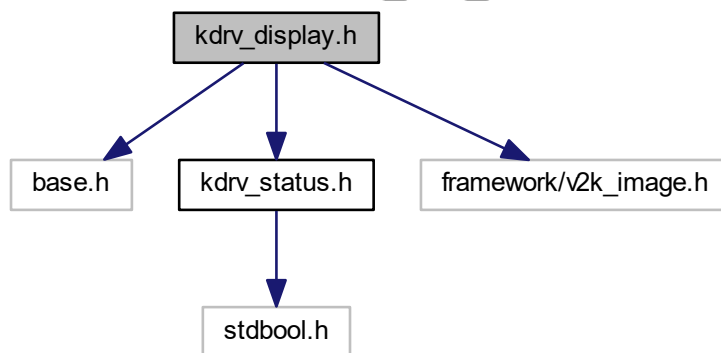 kdrv_display.h
base.h
kdrv_status.h
framework/v2k_image.h
stdbool.h